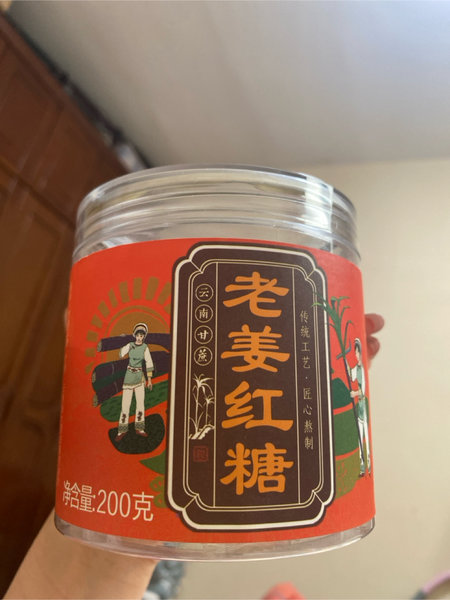 云南甘蔗
老姜红糖
传统工艺·匠心熬制
净含量:200克